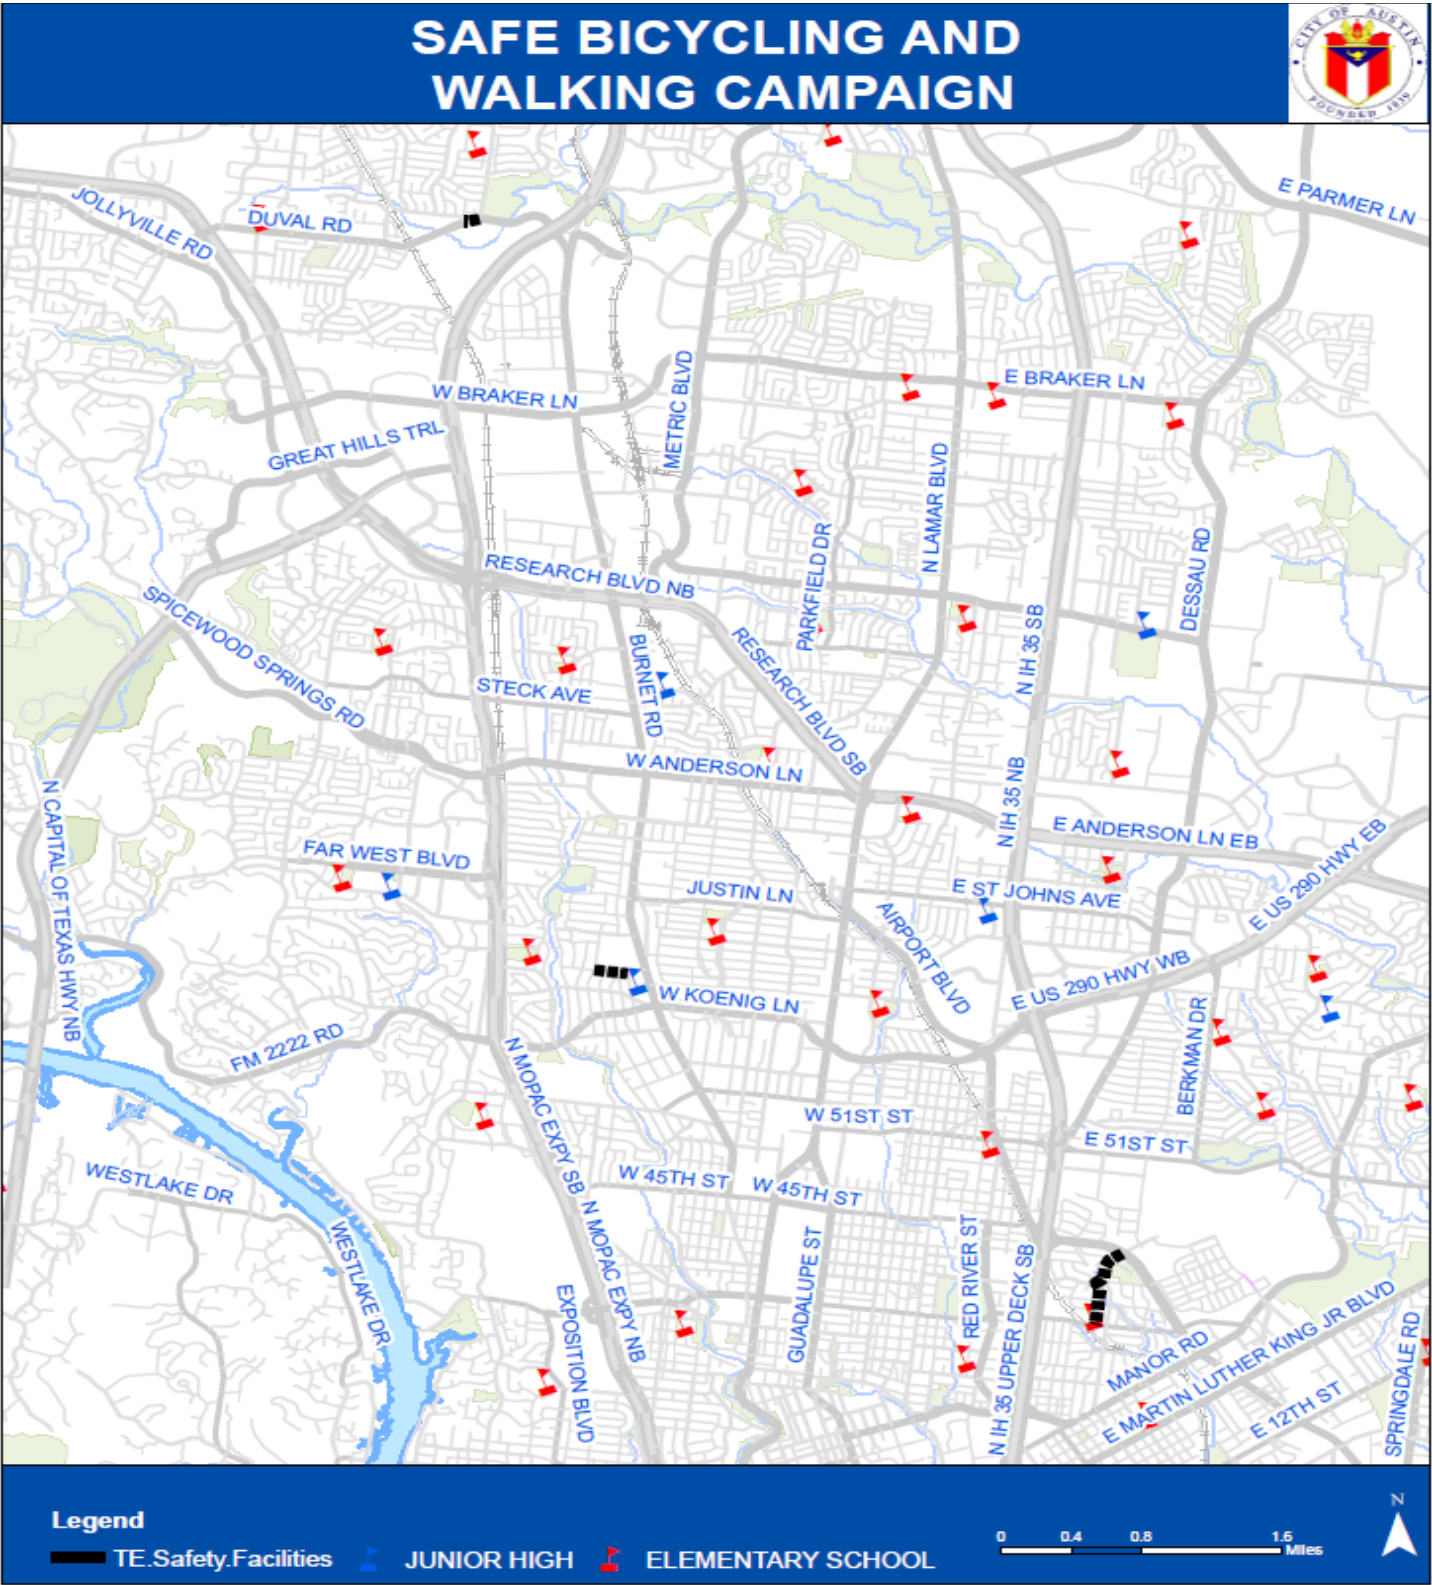 SAFE BICYCLING AND
WALKING CAMPAIGN
CITY OF AUSTIN
FOUNDED 1839
E PARMER LN
JOLLYVILLE RD
DUVAL RD
METRIC BLVD
E BRAKER LN
W BRAKER LN
GREAT HILLS TRL
N LAMAR BLVD
PARKFIELD DR
DESSAU RD
RESEARCH BLVD NB
SPICEWOOD SPRINGS RD
N IH 35 SB
RESEARCH BLVD SB
BURNET RD
STECK AVE
W ANDERSON LN
N IH 35 NB
N CAPITAL OF TEXAS HWY NB
E ANDERSON LN EB
E US 290 HWY EB
FAR WEST BLVD
JUSTIN LN
E ST JOHNS AVE
AIRPORT BLVD
E US 290 HWY WB
W KOENIG LN
BERKMAN DR
FM 2222 RD
N MOPAC EXPY SB
W 51ST ST
E 51ST ST
WESTLAKE DR
W 45TH ST
W 45TH ST
N MOPAC EXPY NB
WESTLAKE DR
GUADALUPE ST
RED RIVER ST
N IH 35 UPPER DECK SB
EXPOSITION BLVD
MANOR RD
E MARTIN LUTHER KING JR BLVD
E 12TH ST
SPRINGDALE RD
N
Legend
TE.Safety.Facilities
JUNIOR HIGH
ELEMENTARY SCHOOL
0 0.4 0.8 1.6
Miles